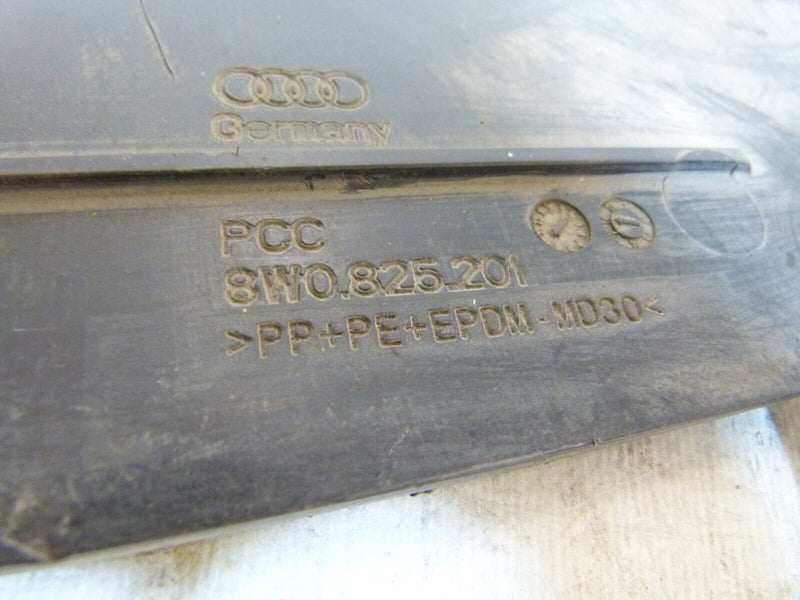 Germany
PCC
8W0.825.201
>PP+PE+EPDM-MD30<